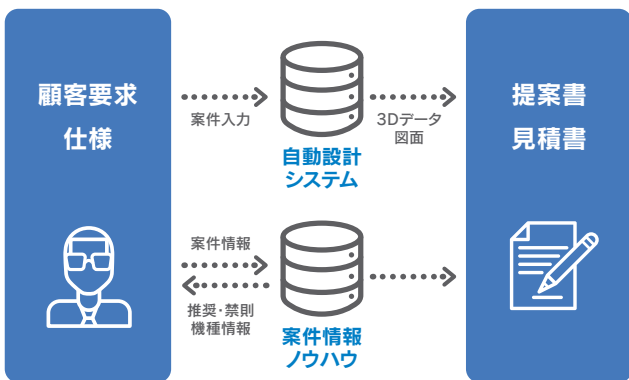 顧客要求
仕様
案件入力
自動設計
システム
3Dデータ
図面
提案書
見積書
案件情報
推奨・禁則
機種情報
案件情報
ノウハウ